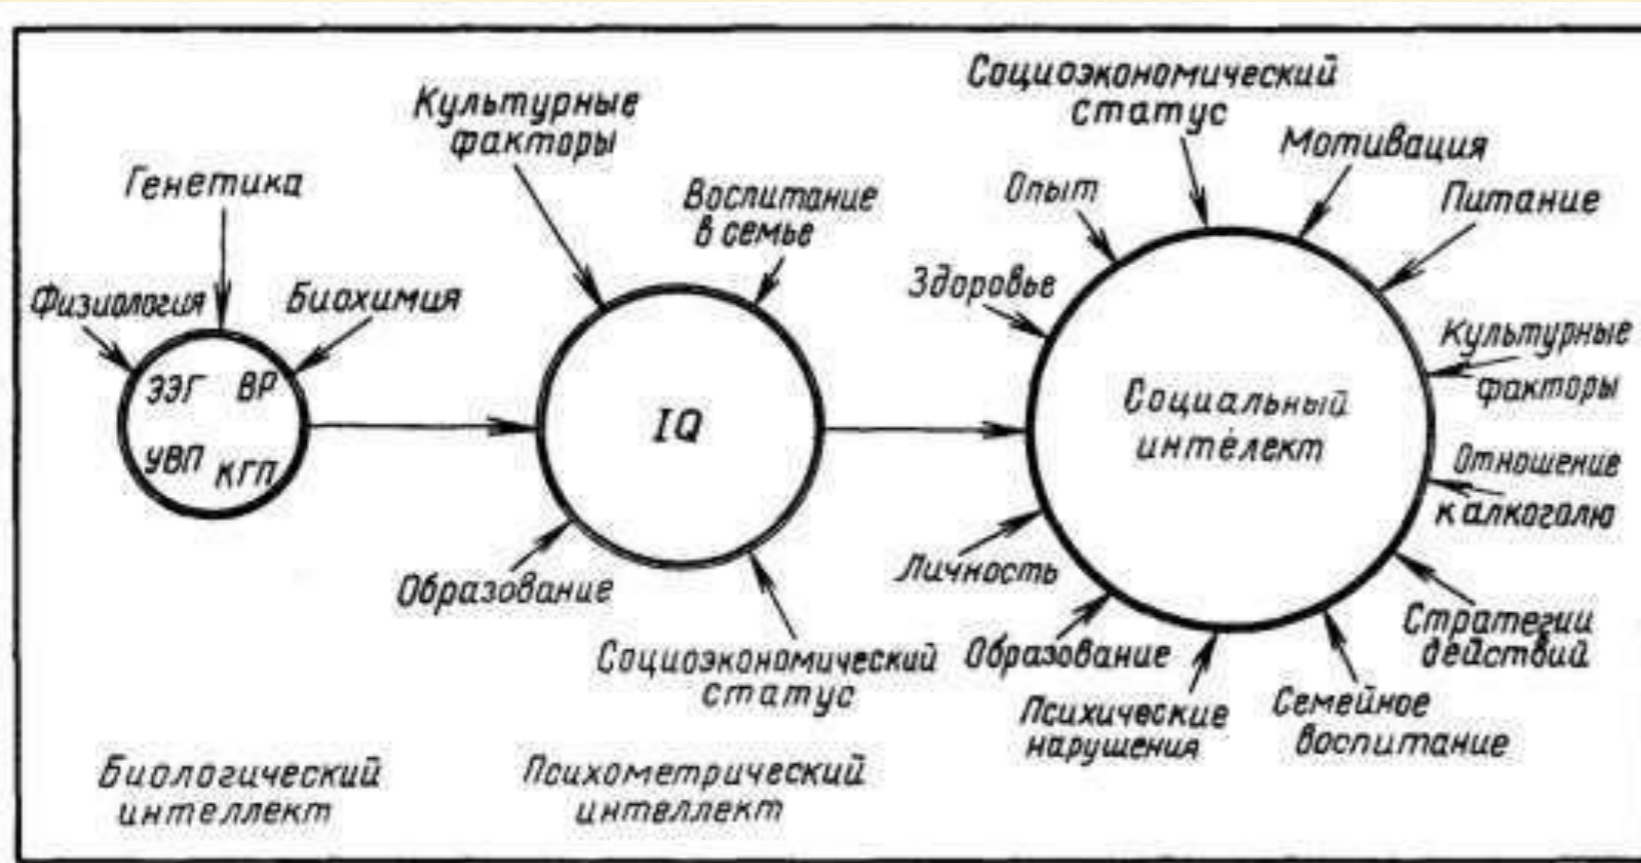 Генетика
Физиология
Биохимия
ЭЭГ ВР
УВП КГП
Биологический
интеллект
Культурные
факторы
Воспитание
в семье
IQ
Образование
Социоэкономический
статус
Психометрический
интеллект
Социоэкономический
статус
Мотивация
Опыт
Питание
Здоровье
Культурные
факторы
Социальный
интелект
Отношение
к алкоголю
Личность
Стратегии
действий
Образование
Психические
нарушения
Семейное
воспитание